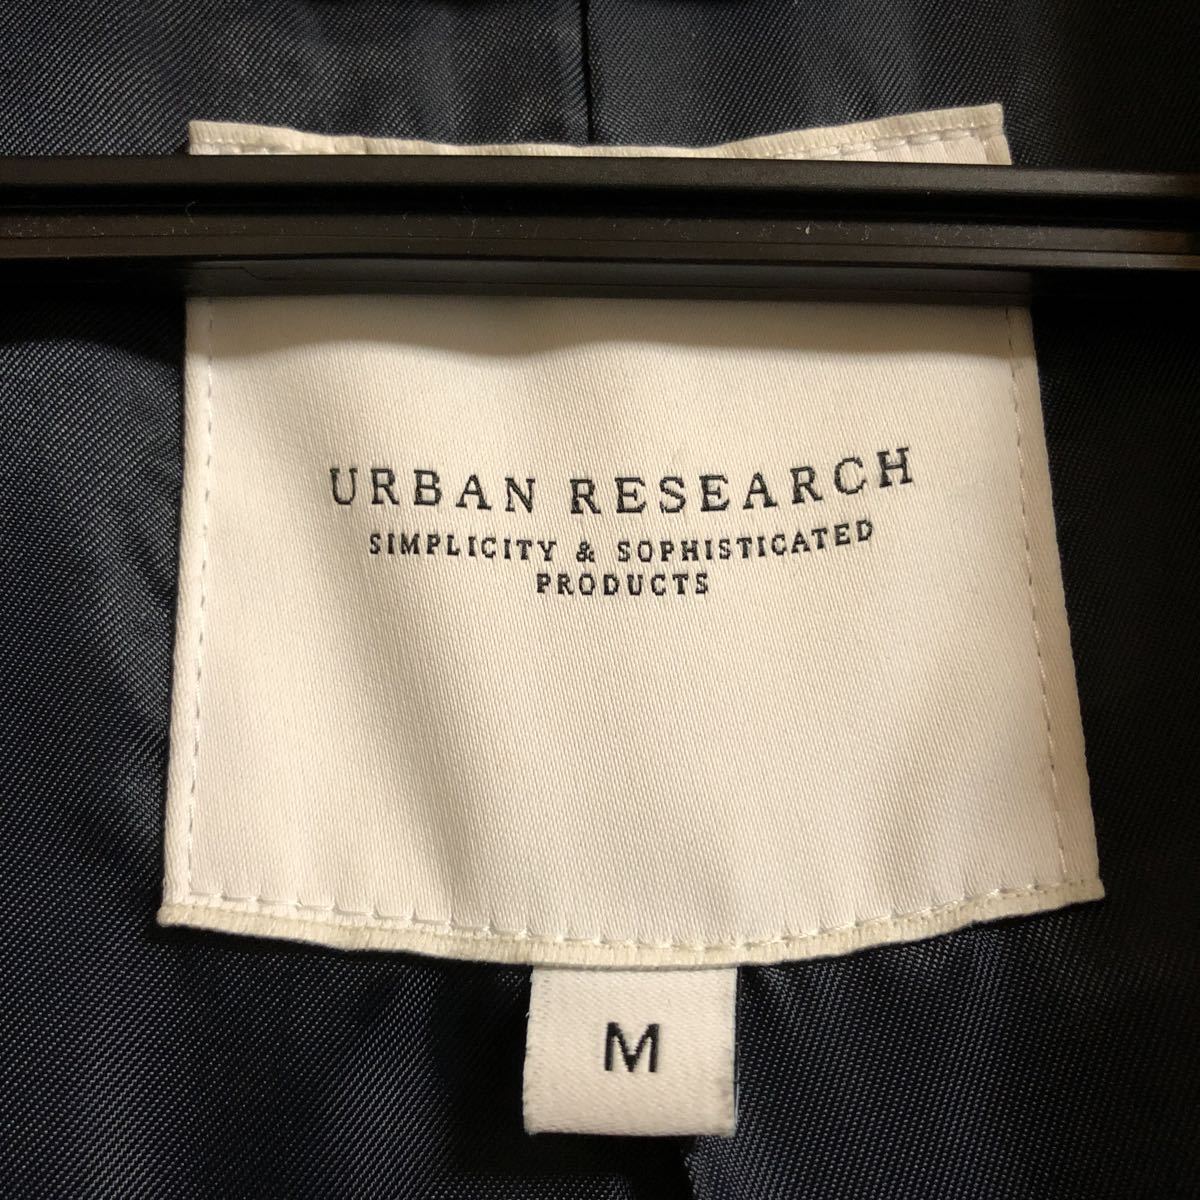 URBAN RESEARCH
SIMPLICITY & SOPHISTICATED
PRODUCTS
M